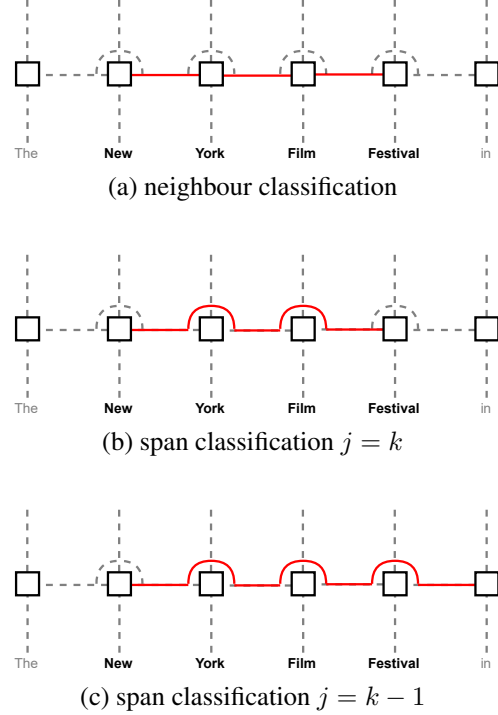 The New York Film Festival in
(a) neighbour classification
The New York Film Festival in
(b) span classification j = k
The New York Film Festival in
(c) span classification j = k − 1